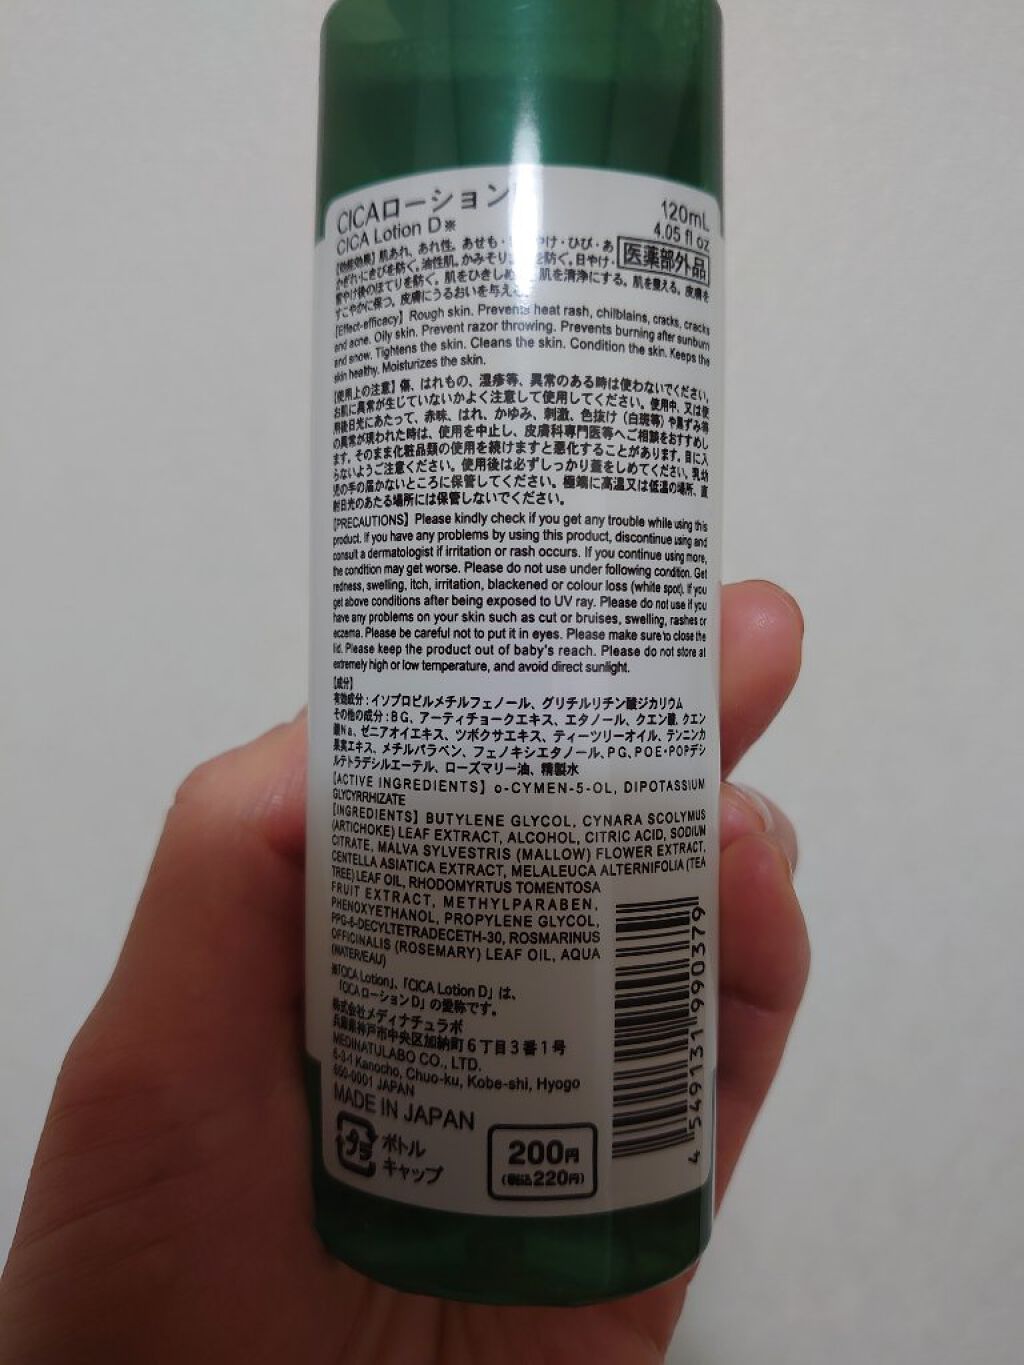 CICAローション
CICA Lotion D※
120mL
4.05 fl oz
医薬部外品
【効能効果】肌あれ、あれ性。あせも・しもやけ・ひび・あ
かぎれ・にきびを防ぐ。油性肌。かみそりまけを防ぐ。日やけ・
雪やけ後のほてりを防ぐ。肌をひきしめる。肌を清浄にする。肌を整える。皮膚を
すこやかに保つ。皮膚にうるおいを与える。
【Effect-efficacy】Rough skin. Prevents heat rash, chilblains, cracks, cracks
and acne. Oily skin. Prevent razor throwing. Prevents burning after sunburn
and snow. Tightens the skin. Cleans the skin. Condition the skin. Keeps the
skin healthy. Moisturizes the skin.
【使用上の注意】傷、はれもの、湿疹等、異常のある時は使わないでください。
お肌に異常が生じていないかよく注意して使用してください。使用中、又は使
用後日光にあたって、赤味、はれ、かゆみ、刺激、色抜け（白斑等）や黒ずみ等
の異常が現われた時は、使用を中止し、皮膚科専門医等へご相談をおすすめし
ます。そのまま化粧品類の使用を続けますと悪化することがあります。目に入
らないようご注意ください。使用後は必ずしっかり蓋をしめてください。乳幼
児の手の届かないところに保管してください。極端に高温又は低温の場所、直
射日光のあたる場所には保管しないでください。
【PRECAUTIONS】Please kindly check if you get any trouble while using this
product. If you have any problems by using this product, discontinue using and
consult a dermatologist if irritation or rash occurs. If you continue using more,
the condition may get worse. Please do not use under following condition. Get
redness, swelling, itch, irritation, blackened or colour loss (white spot). If you
get above conditions after being exposed to UV ray. Please do not use if you
have any problems on your skin such as cut or bruises, swelling, rashes or
eczema. Please be careful not to put it in eyes. Please make sure to close the
lid. Please keep the product out of baby's reach. Please do not store at
extremely high or low temperature, and avoid direct sunlight.
【成分】
有効成分：イソプロピルメチルフェノール、グリチルリチン酸ジカリウム
その他の成分：BG、アーティチョークエキス、エタノール、クエン酸、クエン
酸Na、ゼニアオイエキス、ツボクサエキス、ティーツリーオイル、テンニンカ
果実エキス、メチルパラベン、フェノキシエタノール、PG、POE・POPデシ
ルテトラデシルエーテル、ローズマリー油、精製水
【ACTIVE INGREDIENTS】o-CYMEN-5-OL, DIPOTASSIUM
GLYCYRRHIZATE
【INGREDIENTS】BUTYLENE GLYCOL, CYNARA SCOLYMUS
(ARTICHOKE) LEAF EXTRACT, ALCOHOL, CITRIC ACID, SODIUM
CITRATE, MALVA SYLVESTRIS (MALLOW) FLOWER EXTRACT,
CENTELLA ASIATICA EXTRACT, MELALEUCA ALTERNIFOLIA (TEA
TREE) LEAF OIL, RHODOMYRTUS TOMENTOSA
FRUIT EXTRACT, METHYLPARABEN,
PHENOXYETHANOL, PROPYLENE GLYCOL,
PPG-6-DECYLTETRADECETH-30, ROSMARINUS
OFFICINALIS (ROSEMARY) LEAF OIL, AQUA
(WATER/EAU)
※「CICA Lotion」、「CICA Lotion D」は、
「CICAローションD」の愛称です。
株式会社メディナチュラボ
兵庫県神戸市中央区加納町6丁目3番1号
MEDINATULABO CO., LTD.
6-3-1 Kanocho, Chuo-ku, Kobe-shi, Hyogo
650-0001 JAPAN
MADE IN JAPAN
プラ
ボトル
キャップ
200円
(税込220円)
4 549131 990379